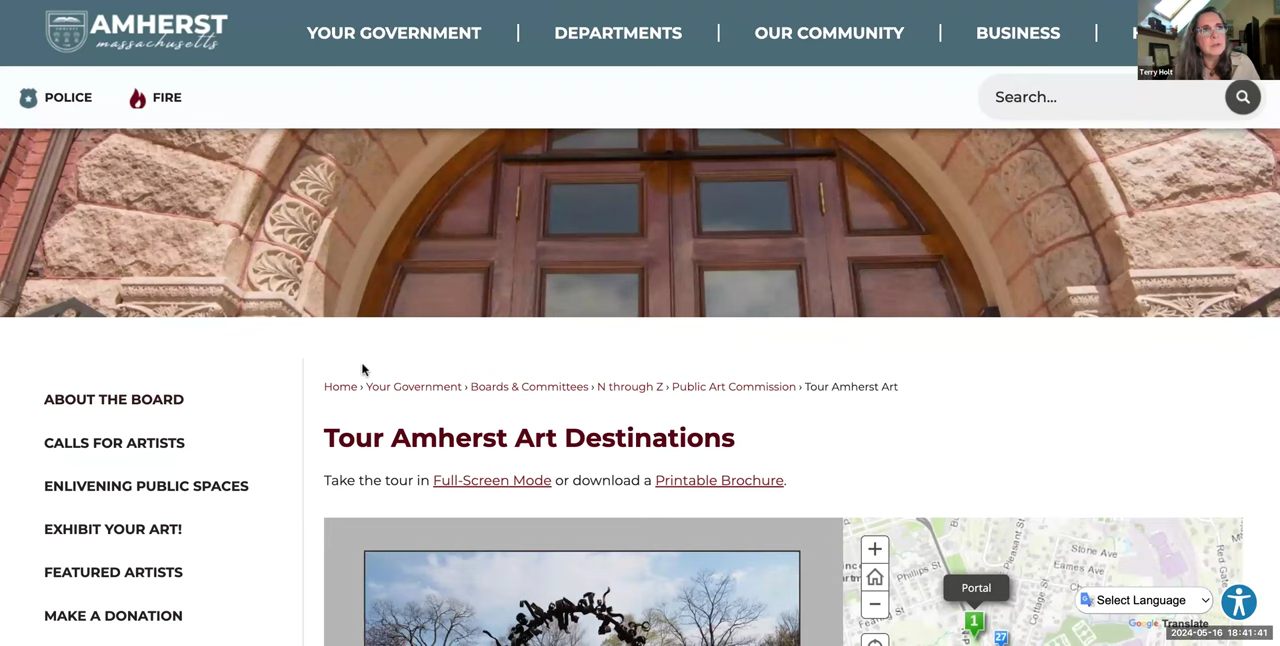 AMHERST
massachusetts
YOUR GOVERNMENT
DEPARTMENTS
OUR COMMUNITY
BUSINESS
Terry Holt
POLICE
FIRE
Search...
Home › Your Government › Boards & Committees › N through Z › Public Art Commission › Tour Amherst Art
ABOUT THE BOARD
CALLS FOR ARTISTS
ENLIVENING PUBLIC SPACES
EXHIBIT YOUR ART!
FEATURED ARTISTS
MAKE A DONATION
Tour Amherst Art Destinations
Take the tour in Full-Screen Mode or download a Printable Brochure.
Phillips St
Pleasant St
Cottage St
Stone Ave
Eames Ave
Red Gate
Portal
1
27
Select Language
Google Translate
2024-05-16 18:41:41